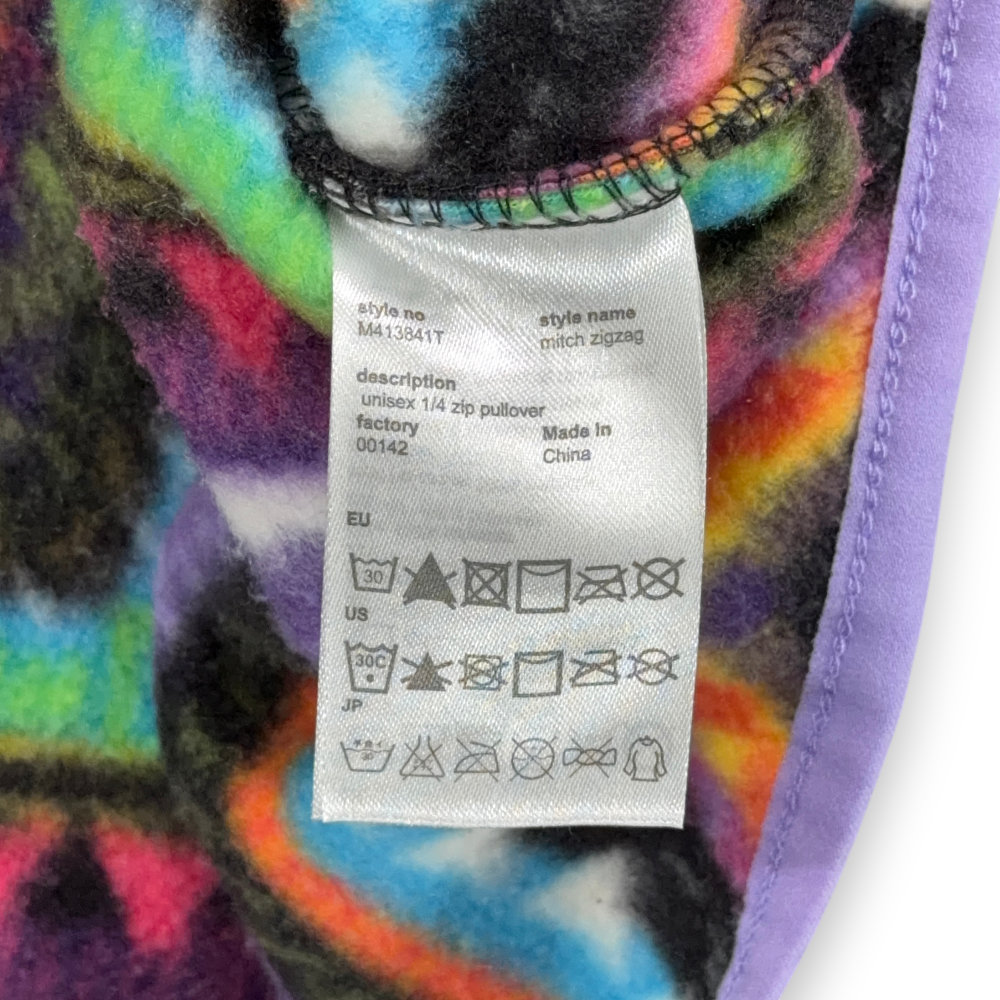 style no
M413841T
style name
mitch zigzag
description
unisex 1/4 zip pullover
factory
00142
Made In
China
EU
30
US
30C
JP